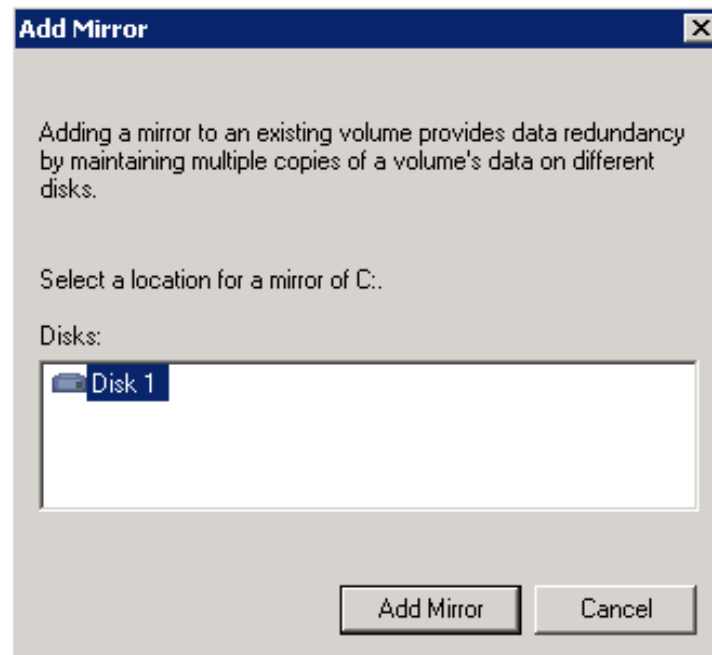 Add Mirror
Adding a mirror to an existing volume provides data redundancy
by maintaining multiple copies of a volume's data on different
disks.
Select a location for a mirror of C:.
Disks:
Disk 1
Add Mirror
Cancel